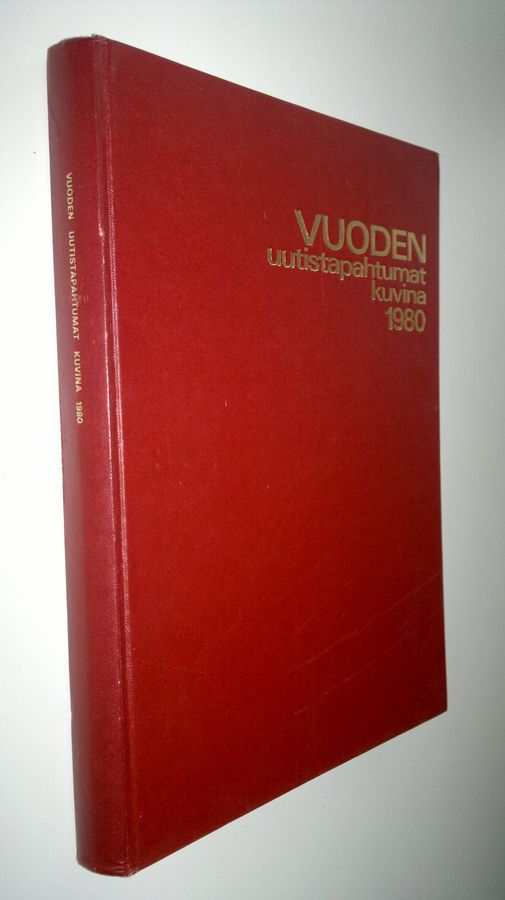 VUODEN
uutistapahtumat
kuvina
1980
VUODEN UUTISTAPAHTUMAT KUVINA 1980